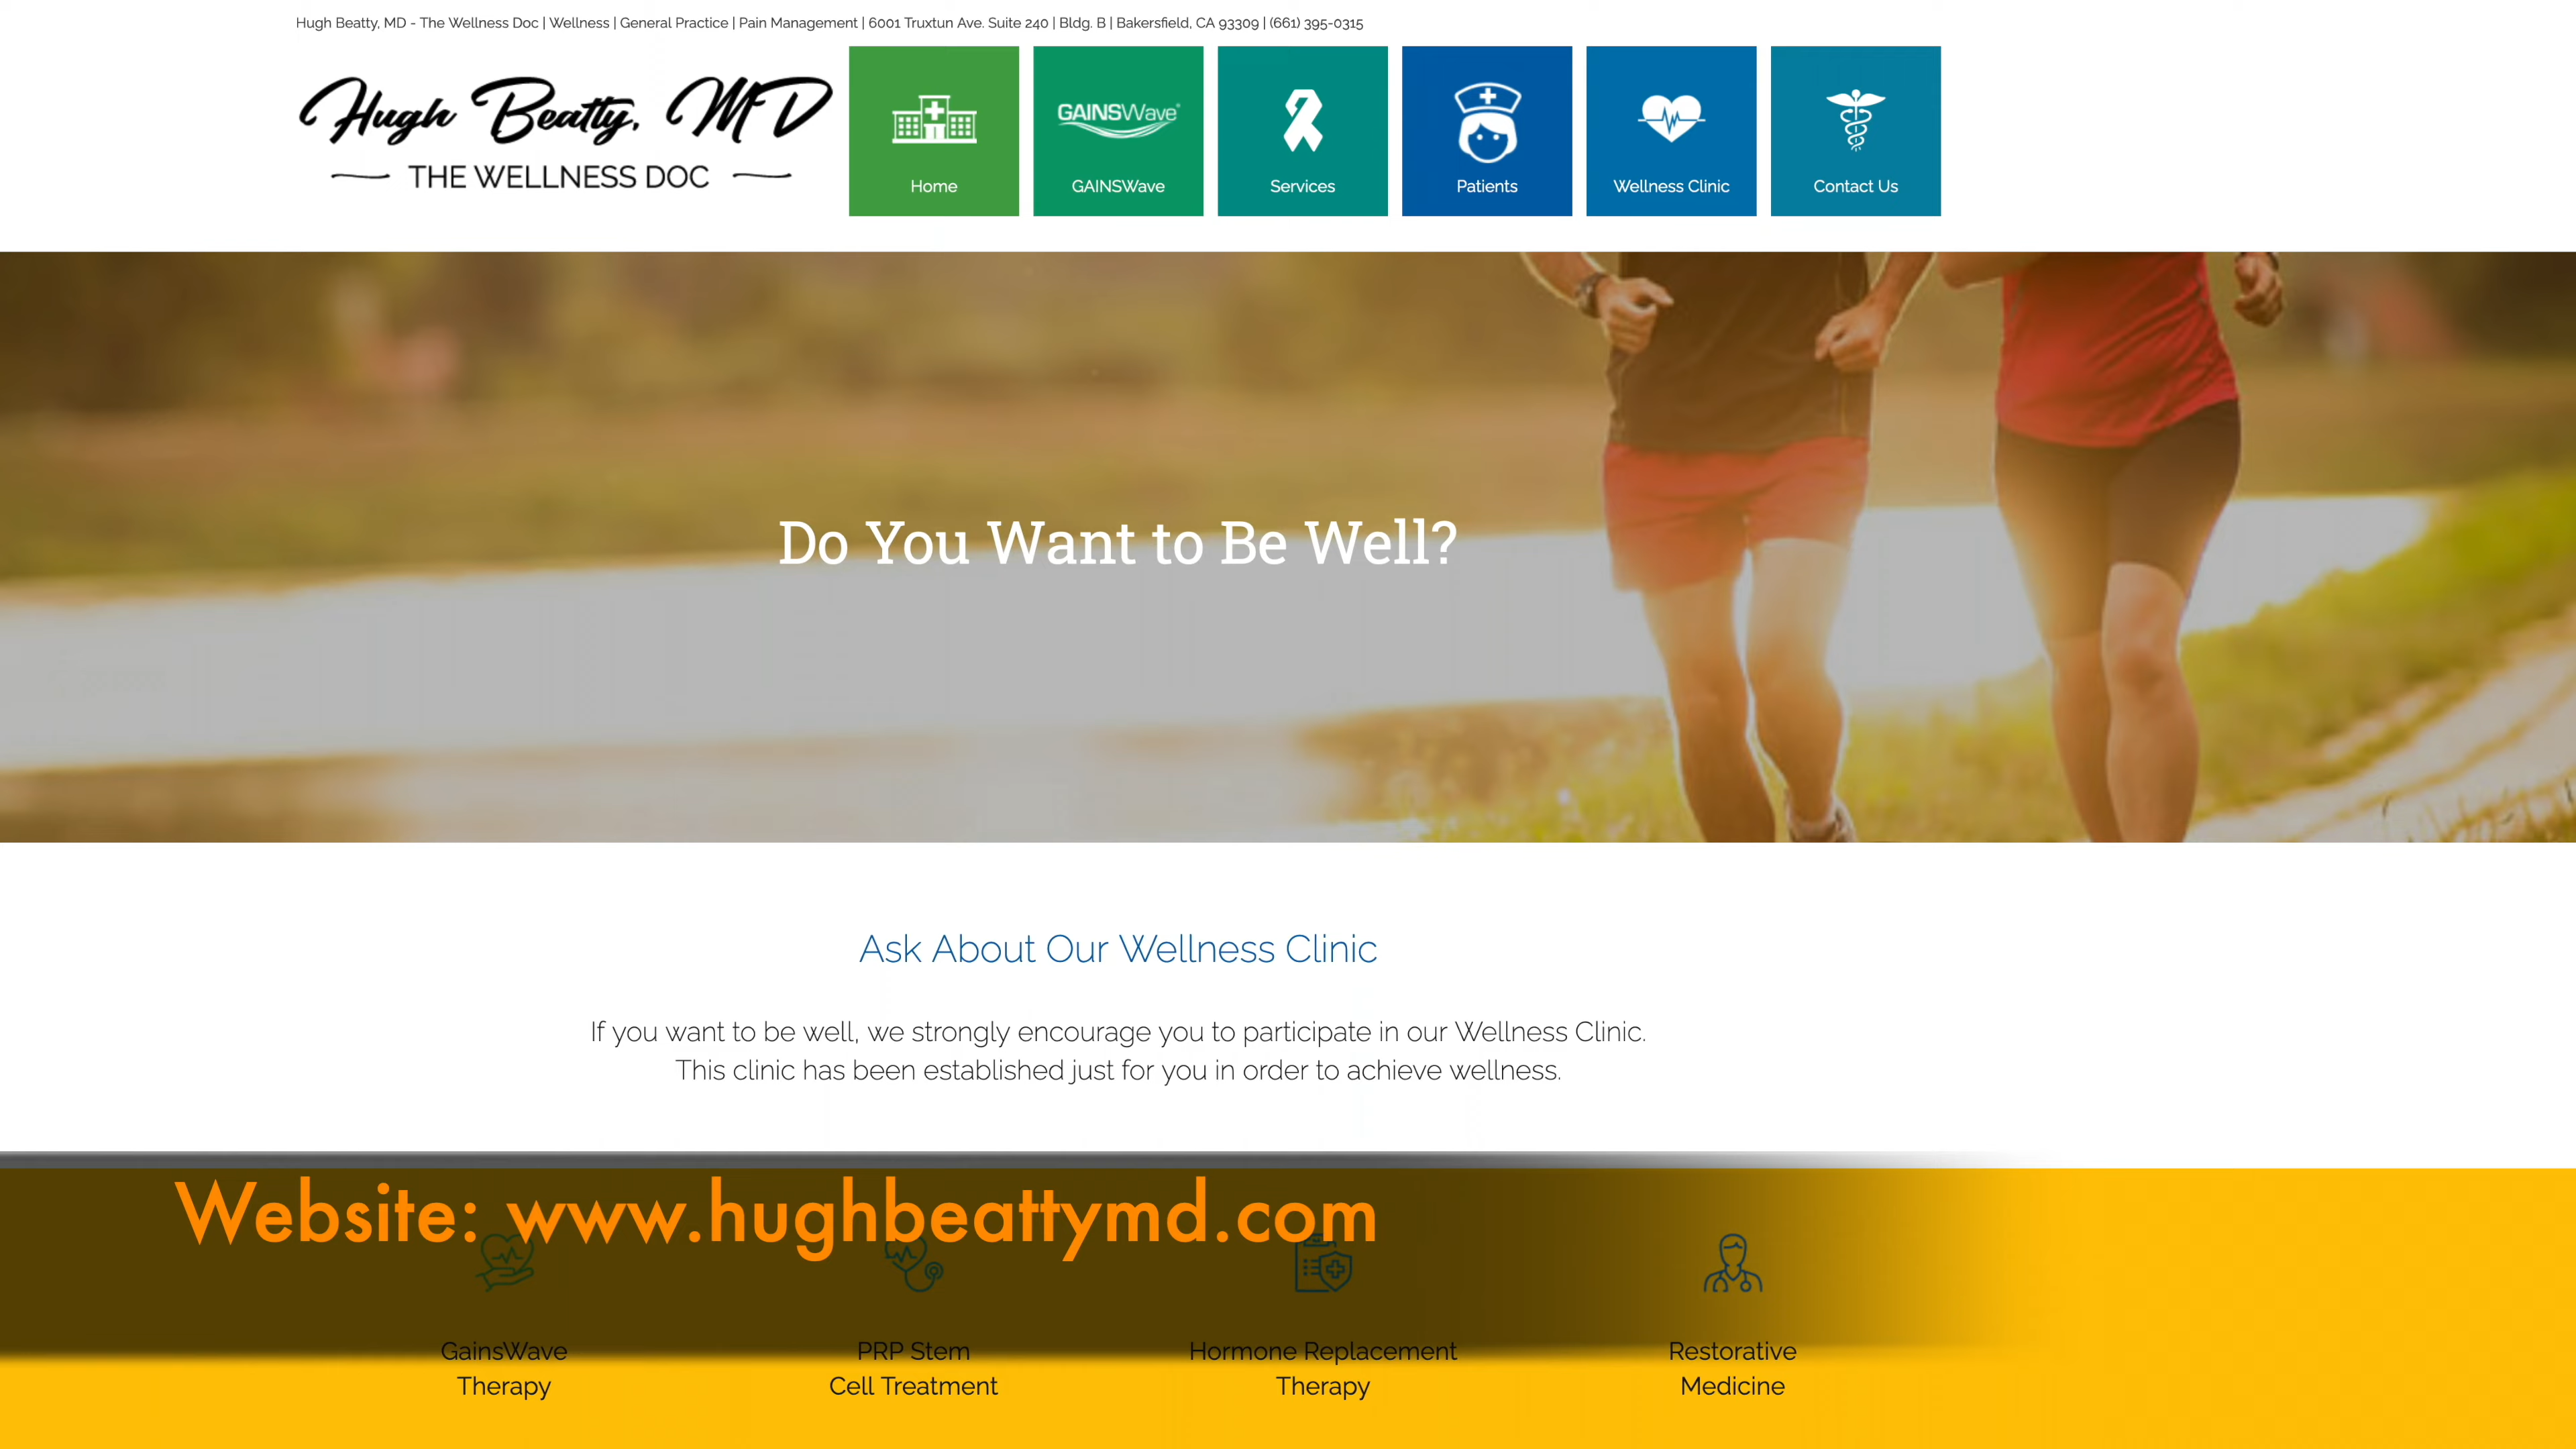 Hugh Beatty, MD - The Wellness Doc | Wellness | General Practice | Pain Management | 6001 Truxtun Ave. Suite 240 | Bldg. B | Bakersfield, CA 93309 | (661) 395-0315
Hugh Beatty, MD
THE WELLNESS DOC
GAINSWave®
Home
GAINSWave
Services
Patients
Wellness Clinic
Contact Us
Do You Want to Be Well?
Ask About Our Wellness Clinic
If you want to be well, we strongly encourage you to participate in our Wellness Clinic.
This clinic has been established just for you in order to achieve wellness.
Website: www.hughbeattymd.com
GainsWave
Therapy
PRP Stem
Cell Treatment
Hormone Replacement
Therapy
Restorative
Medicine